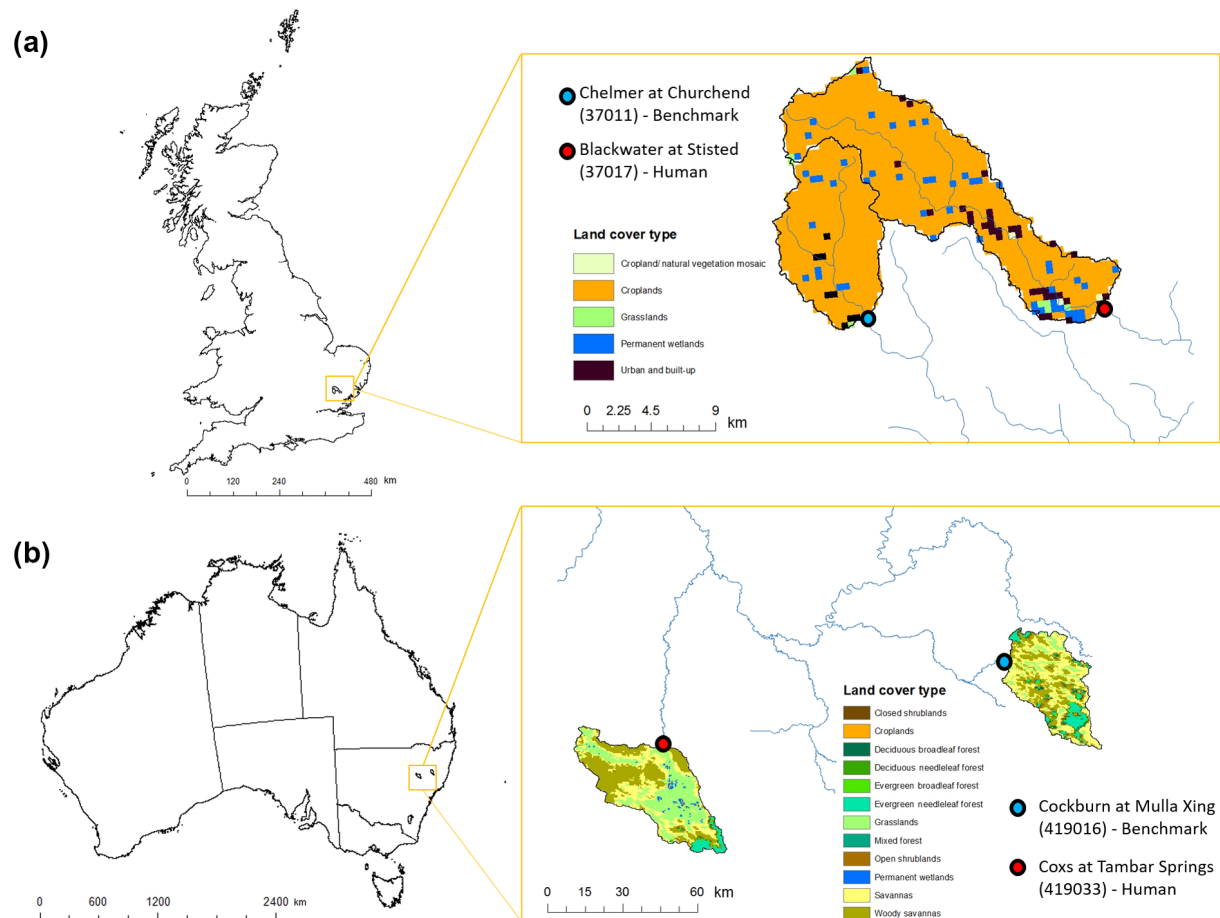 (a)
Chelmer at Churchend
(37011) - Benchmark
Blackwater at Stisted
(37017) - Human
Land cover type
Cropland/ natural vegetation mosaic
Croplands
Grasslands
Permanent wetlands
Urban and built-up
0 2.25 4.5 9
km
0 120 240 360 480 km
(b)
Land cover type
Closed shrublands
Croplands
Deciduous broadleaf forest
Deciduous needleleaf forest
Evergreen broadleaf forest
Evergreen needleleaf forest
Grasslands
Mixed forest
Open shrublands
Permanent wetlands
Savannas
Woody savannas
Cockburn at Mulla Xing
(419016) - Benchmark
Coxs at Tambar Springs
(419033) - Human
0 15 30 60
km
0 600 1200 2400 km